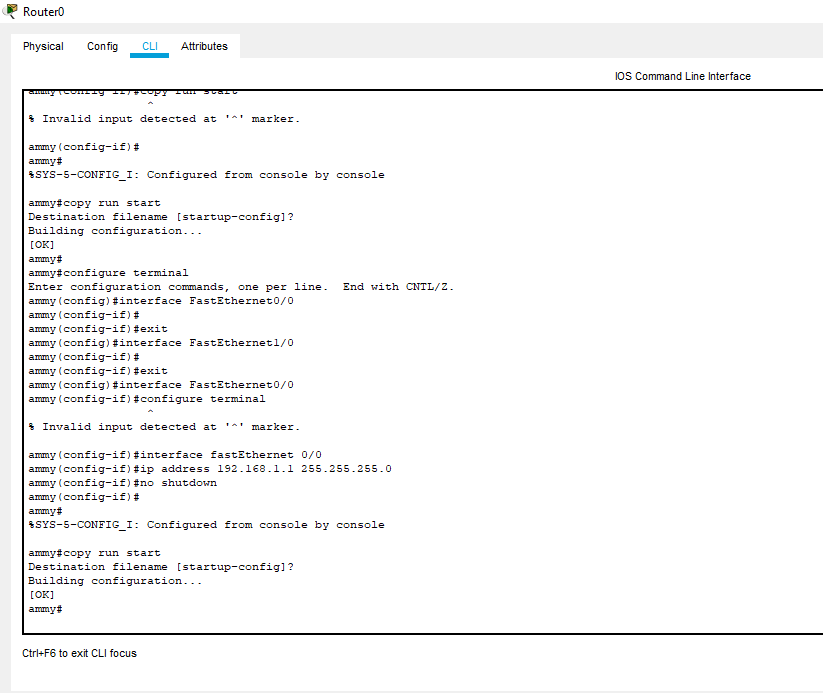 Router0
Physical Config CLI Attributes
IOS Command Line Interface
ammy(config-if)#copy run start
^
% Invalid input detected at '^' marker.
ammy(config-if)#
ammy#
%SYS-5-CONFIG_I: Configured from console by console
ammy#copy run start
Destination filename [startup-config]?
Building configuration...
[OK]
ammy#
ammy#configure terminal
Enter configuration commands, one per line.  End with CNTL/Z.
ammy(config)#interface FastEthernet0/0
ammy(config-if)#
ammy(config-if)#exit
ammy(config)#interface FastEthernet1/0
ammy(config-if)#
ammy(config-if)#exit
ammy(config)#interface FastEthernet0/0
ammy(config-if)#configure terminal
^
% Invalid input detected at '^' marker.
ammy(config-if)#interface fastEthernet 0/0
ammy(config-if)#ip address 192.168.1.1 255.255.255.0
ammy(config-if)#no shutdown
ammy(config-if)#
ammy#
%SYS-5-CONFIG_I: Configured from console by console
ammy#copy run start
Destination filename [startup-config]?
Building configuration...
[OK]
ammy#
Ctrl+F6 to exit CLI focus